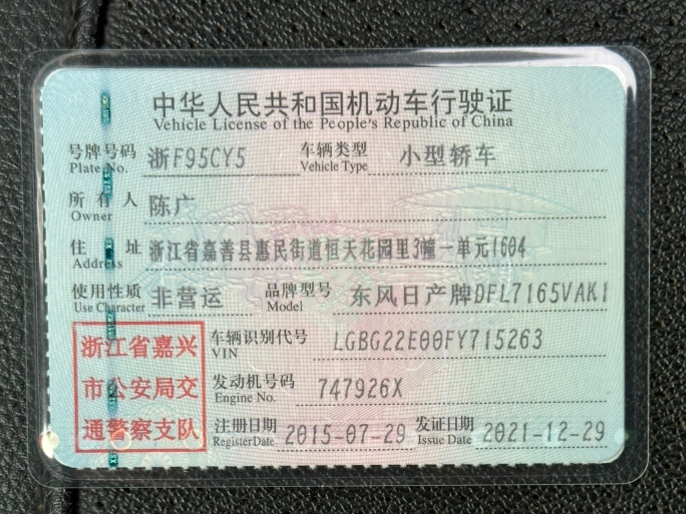 中华人民共和国机动车行驶证
Vehicle License of the People's Republic of China
号牌号码 浙F95CY5 车辆类型 小型轿车
Plate No. Vehicle Type
所有人 陈广
Owner
住址 浙江省嘉善县惠民街道恒天花园里3幢一单元1604
Address
使用性质 非营运 品牌型号 东风日产牌DFL7165VAK1
Use Character Model
浙江省嘉兴 车辆识别代号 LGBG22E00FY715263
VIN
市公安局交 发动机号码 747926X
Engine No.
通警察支队 注册日期 2015-07-29 发证日期 2021-12-29
Register Date Issue Date